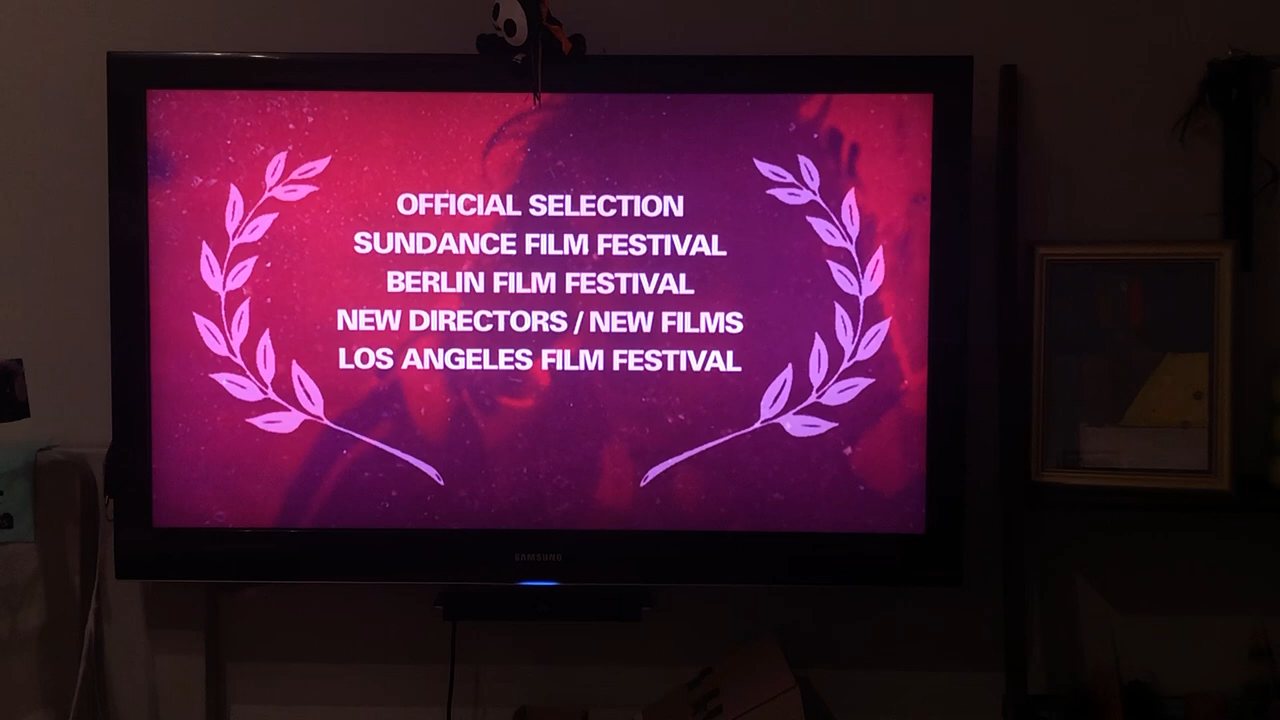 OFFICIAL SELECTION
SUNDANCE FILM FESTIVAL
BERLIN FILM FESTIVAL
NEW DIRECTORS / NEW FILMS
LOS ANGELES FILM FESTIVAL
SAMSUNG